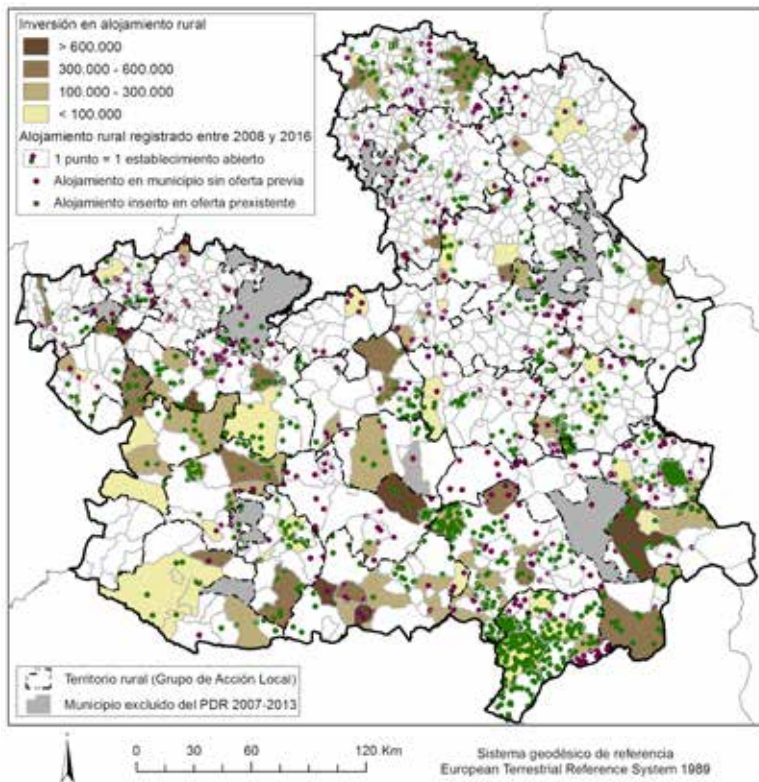 Inversión en alojamiento rural
> 600.000
300.000 - 600.000
100.000 - 300.000
< 100.000
Alojamiento rural registrado entre 2008 y 2016
1 punto = 1 establecimiento abierto
Alojamiento en municipio sin oferta previa
Alojamiento inserto en oferta prexistente
Territorio rural (Grupo de Acción Local)
Municipio excluido del PDR 2007-2013
0 30 60 120 Km
Sistema geodésico de referencia
European Terrestrial Reference System 1989